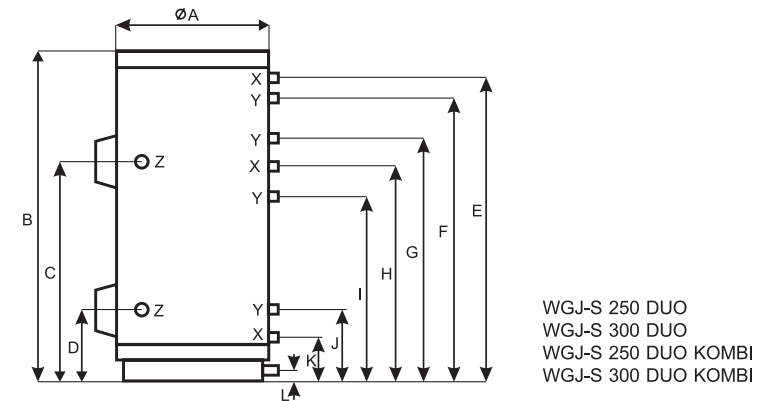 ØA
X
Y
Y
Z
X
Y
B
C
E
F
G
H
I
Z
Y
X
J
D
K
L
WGJ-S 250 DUO
WGJ-S 300 DUO
WGJ-S 250 DUO KOMBI
WGJ-S 300 DUO KOMBI